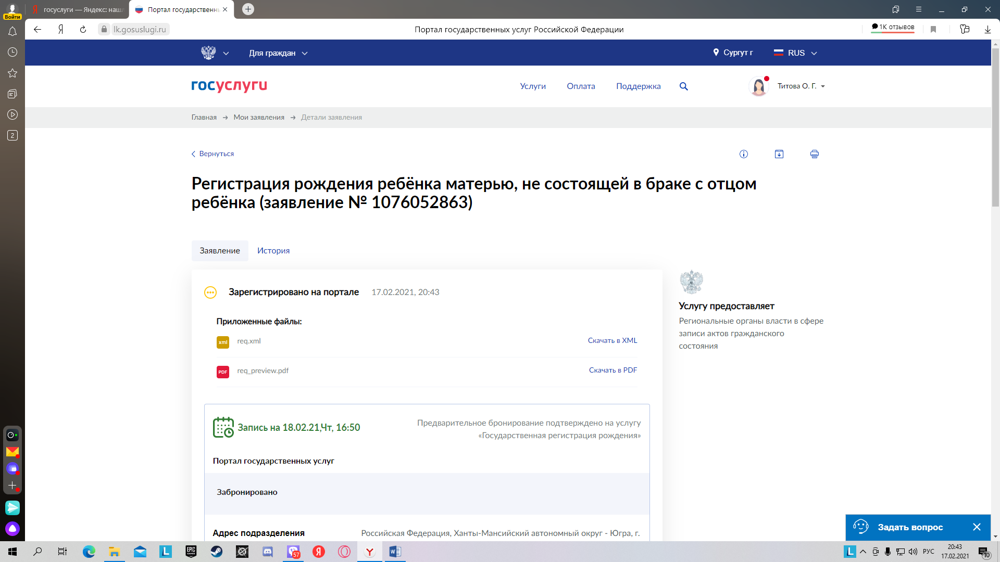 Войти
госуслуги — Яндекс: наш
Портал государственн
lk.gosuslugi.ru
Портал государственных услуг Российской Федерации
1К отзывов
2
Для граждан
Сургут г
RUS
госуслуги
Услуги
Оплата
Поддержка
Титова О. Г.
Главная → Мои заявления → Детали заявления
Вернуться
Регистрация рождения ребёнка матерью, не состоящей в браке с отцом
ребёнка (заявление № 1076052863)
Заявление
История
Зарегистрировано на портале
17.02.2021, 20:43
Приложенные файлы:
xml
req.xml
Скачать в XML
PDF
req_preview.pdf
Скачать в PDF
Запись на 18.02.21,Чт, 16:50
Предварительное бронирование подтверждено на услугу
«Государственная регистрация рождения»
Портал государственных услуг
Забронировано
Адрес подразделения
Российская Федерация, Ханты-Мансийский автономный округ - Югра, г.
Услугу предоставляет
Региональные органы власти в сфере
записи актов гражданского
состояния
Задать вопрос
L
EPIC
GAMES
57
Я
Y
W
L
РУС
20:43
17.02.2021
10